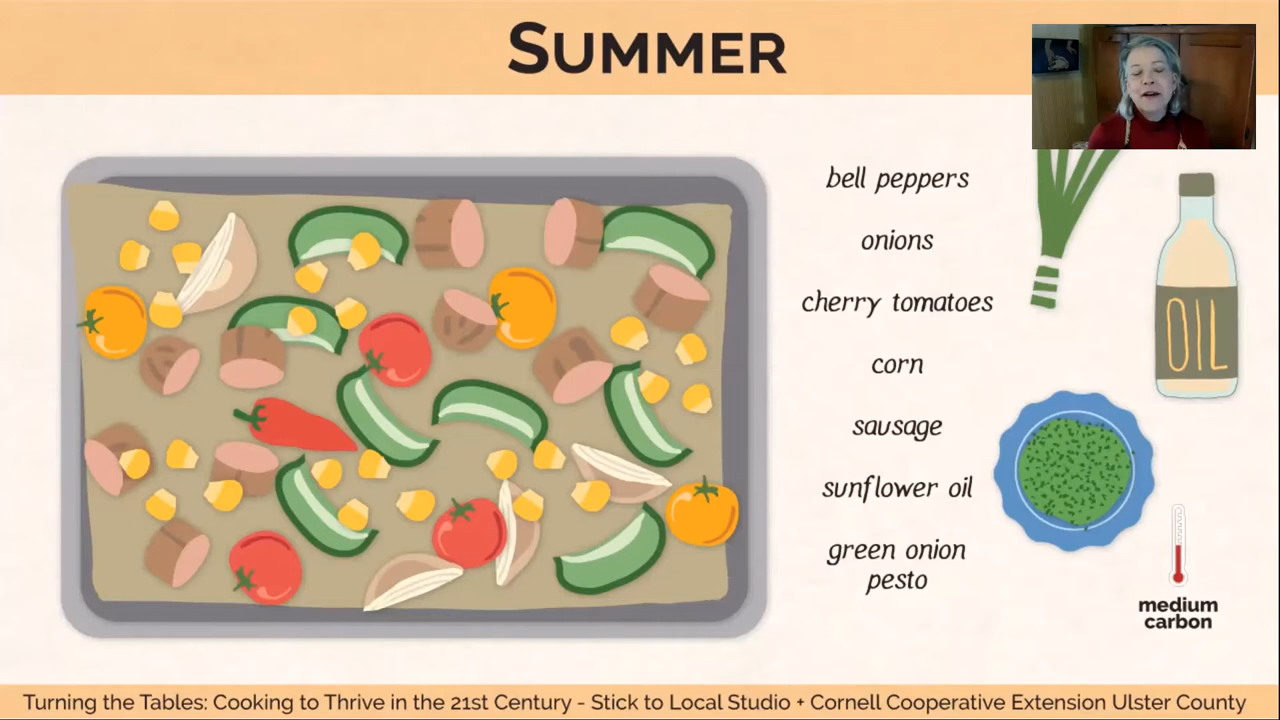 SUMMER
bell peppers
onions
cherry tomatoes
corn
sausage
sunflower oil
green onion
pesto
OIL
medium
carbon
Turning the Tables: Cooking to Thrive in the 21st Century - Stick to Local Studio + Cornell Cooperative Extension Ulster County